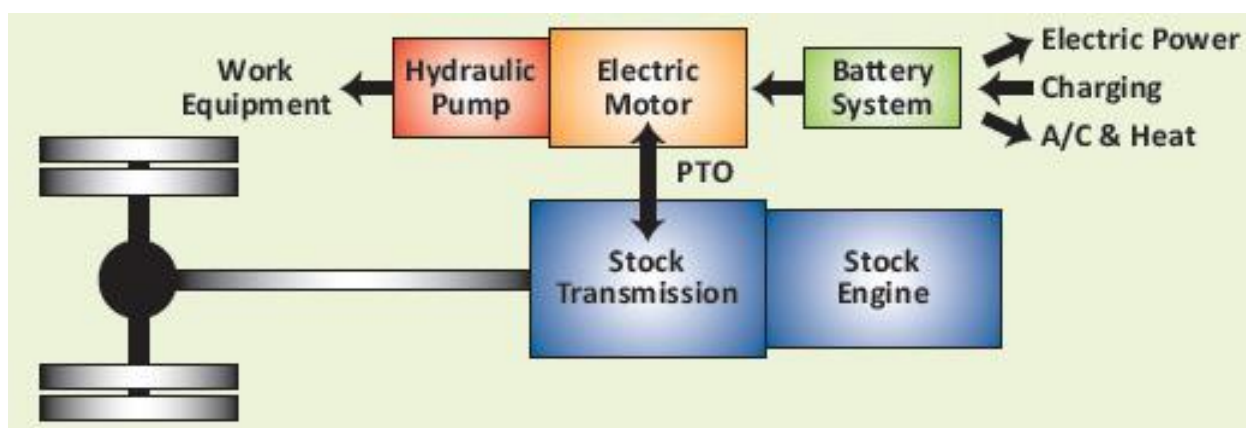 Work
Equipment
Hydraulic
Pump
Electric
Motor
Battery
System
Electric Power
Charging
A/C & Heat
PTO
Stock
Transmission
Stock
Engine